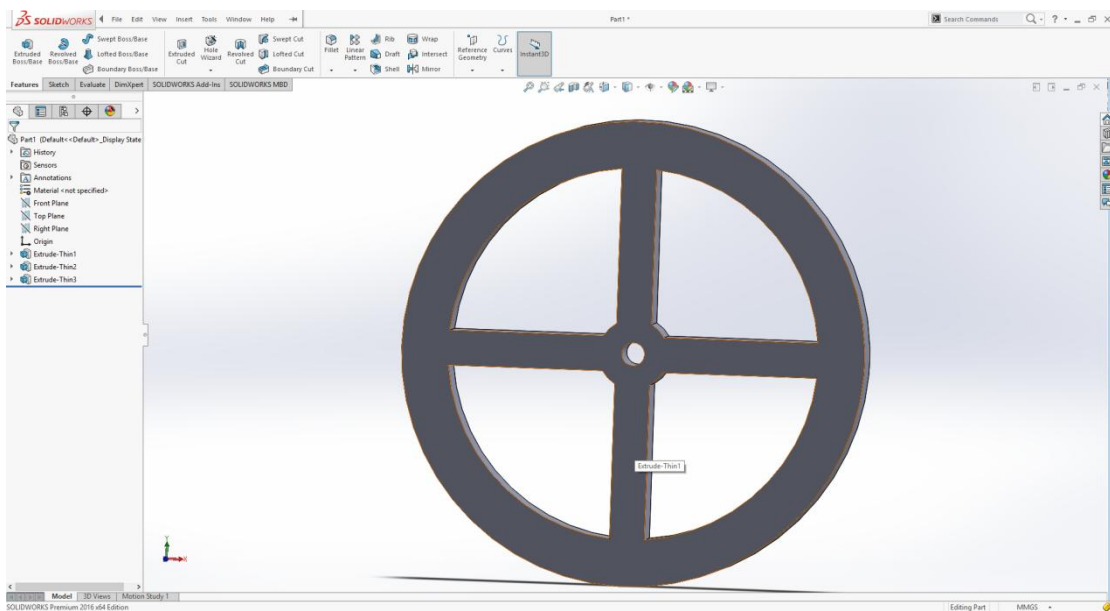 SOLIDWORKS File Edit View Insert Tools Window Help Part1 * Search Commands
Extruded Boss/Base
Revolved Boss/Base
Swept Boss/Base
Lofted Boss/Base
Boundary Boss/Base
Extruded Cut
Hole Wizard
Revolved Cut
Swept Cut
Lofted Cut
Boundary Cut
Fillet
Linear Pattern
Rib
Draft
Shell
Wrap
Intersect
Mirror
Reference Geometry
Curves
Instant3D
Features Sketch Evaluate DimXpert SOLIDWORKS Add-Ins SOLIDWORKS MBD
Part1 (Default<<Default>_Display State
History
Sensors
Annotations
Material <not specified>
Front Plane
Top Plane
Right Plane
Origin
Extrude-Thin1
Extrude-Thin2
Extrude-Thin3
Extrude-Thin1
Y
X
Model 3D Views Motion Study 1
SOLIDWORKS Premium 2016 x64 Edition Editing Part MMGS